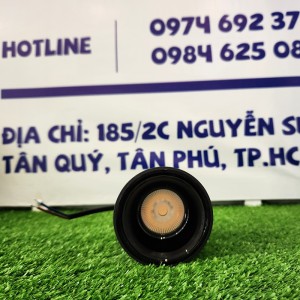 HOTLINE
0974 692 37
0984 625 08
ĐỊA CHỈ: 185/2C NGUYỄN S
TÂN QUÝ, TÂN PHÚ, TP.HC